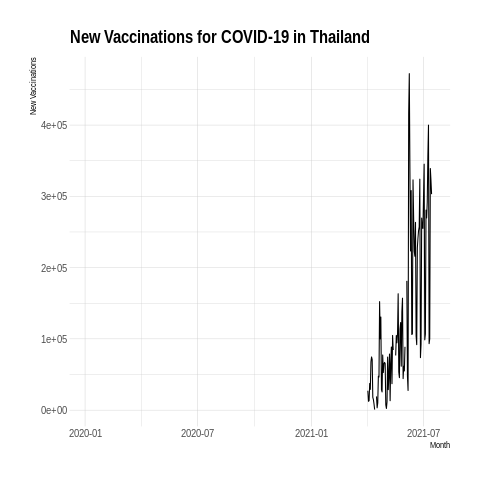 New Vaccinations for COVID-19 in Thailand
New Vaccinations
4e+05
3e+05
2e+05
1e+05
0e+00
2020-01 2020-07 2021-01 2021-07
Month